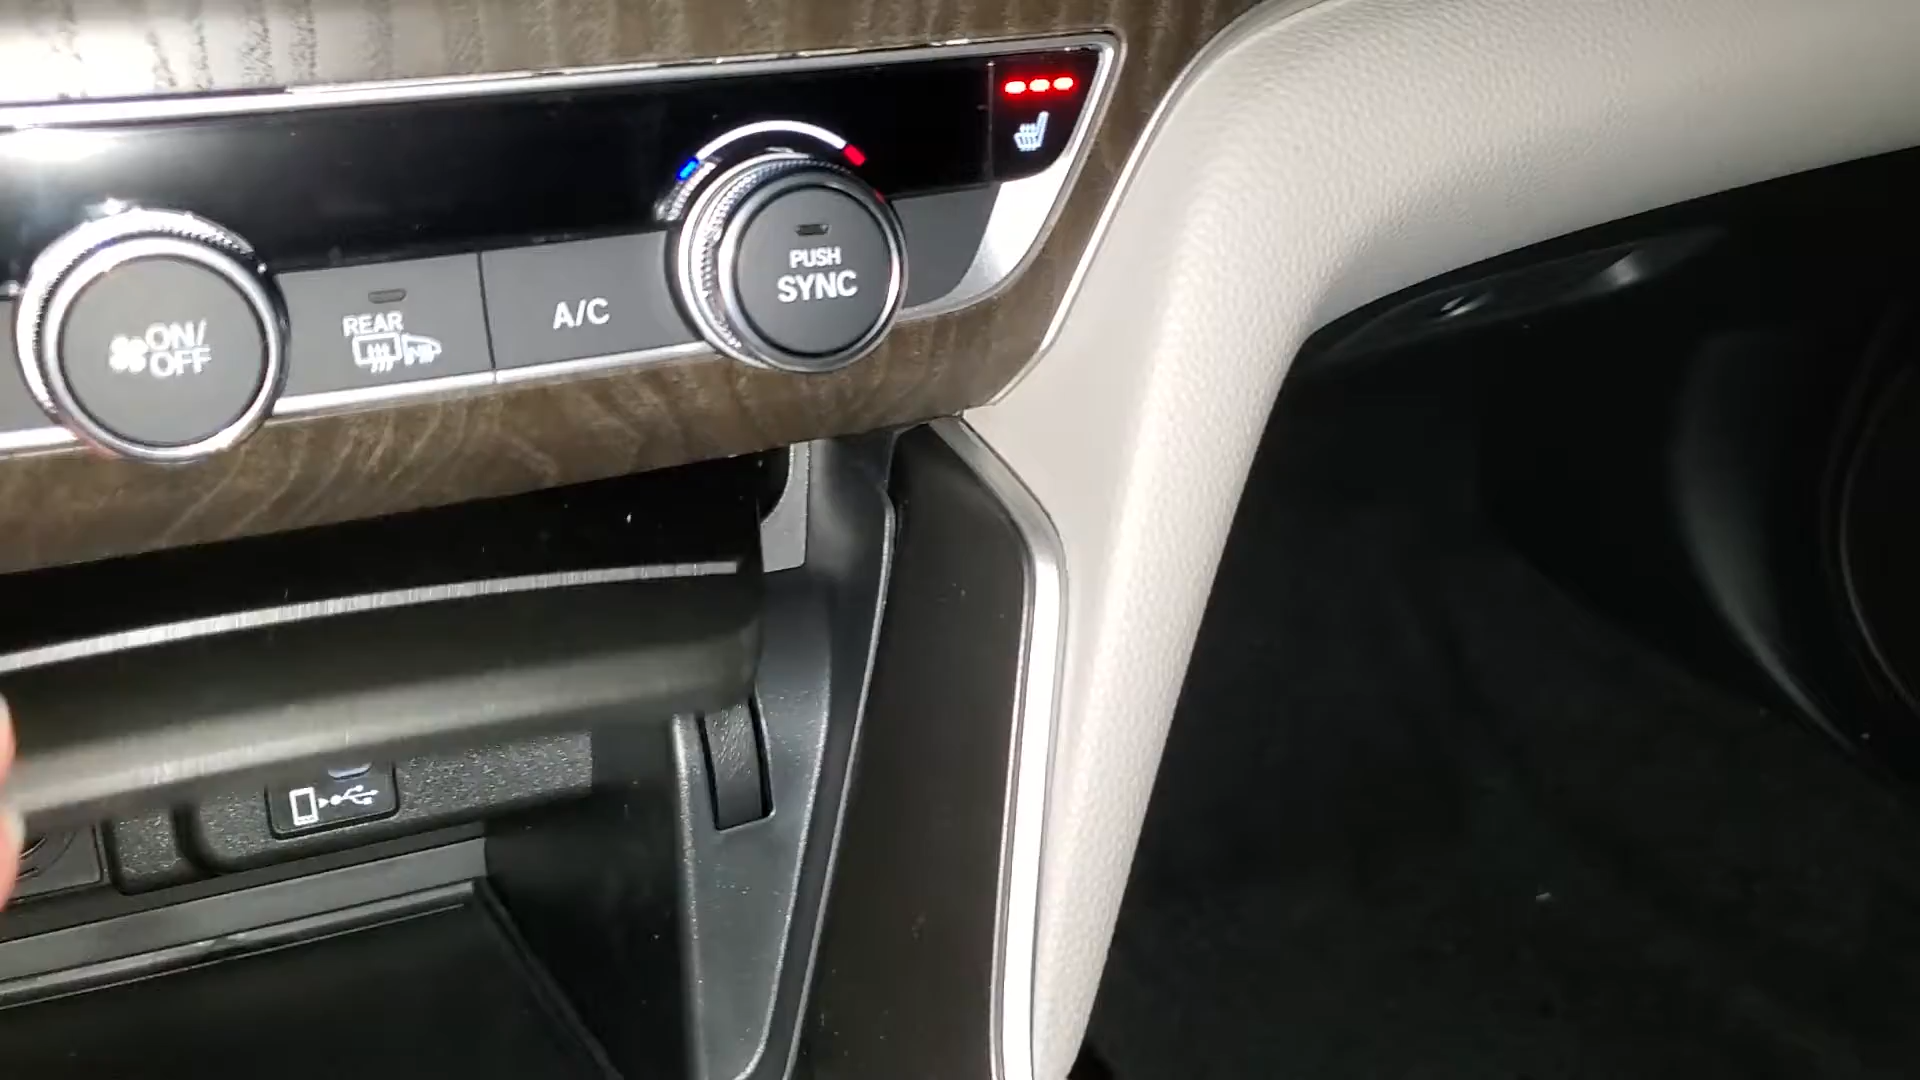 ON/
OFF
REAR
A/C
PUSH
SYNC